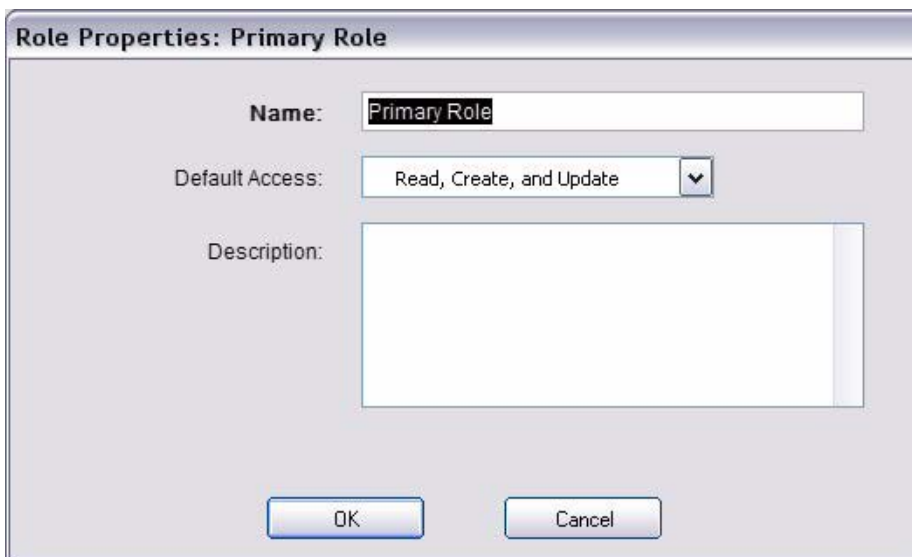 Role Properties: Primary Role
Name: Primary Role
Default Access: Read, Create, and Update
Description:
OK Cancel